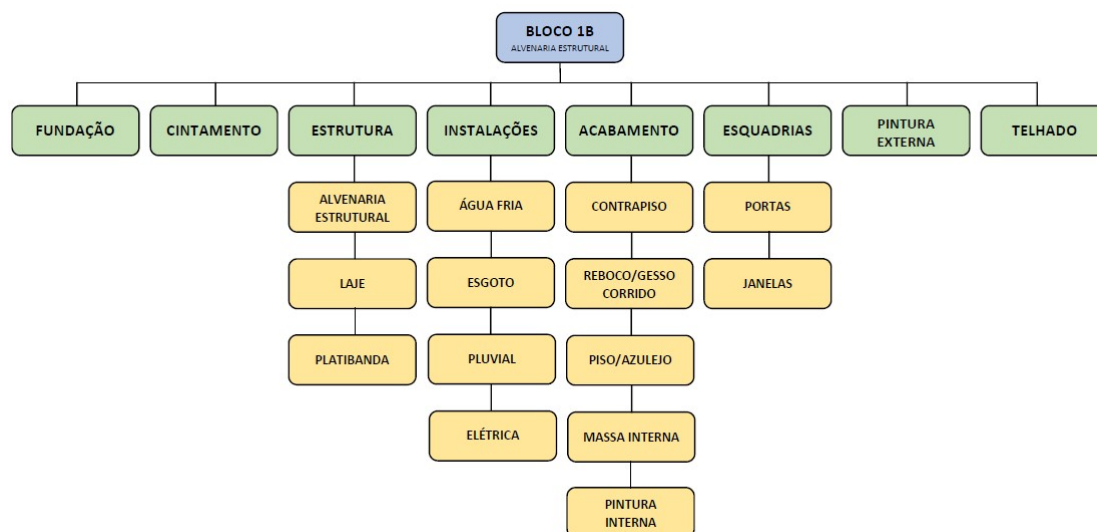 BLOCO 1B
ALVENARIA ESTRUTURAL
FUNDAÇÃO
CINTAMENTO
ESTRUTURA
INSTALAÇÕES
ACABAMENTO
ESQUADRIAS
PINTURA
EXTERNA
TELHADO
ALVENARIA
ESTRUTURAL
ÁGUA FRIA
CONTRAPISO
PORTAS
LAJE
ESGOTO
REBOCO/GESSO
CORRIDO
JANELAS
PLATIBANDA
PLUVIAL
PISO/AZULEJO
ELÉTRICA
MASSA INTERNA
PINTURA
INTERNA